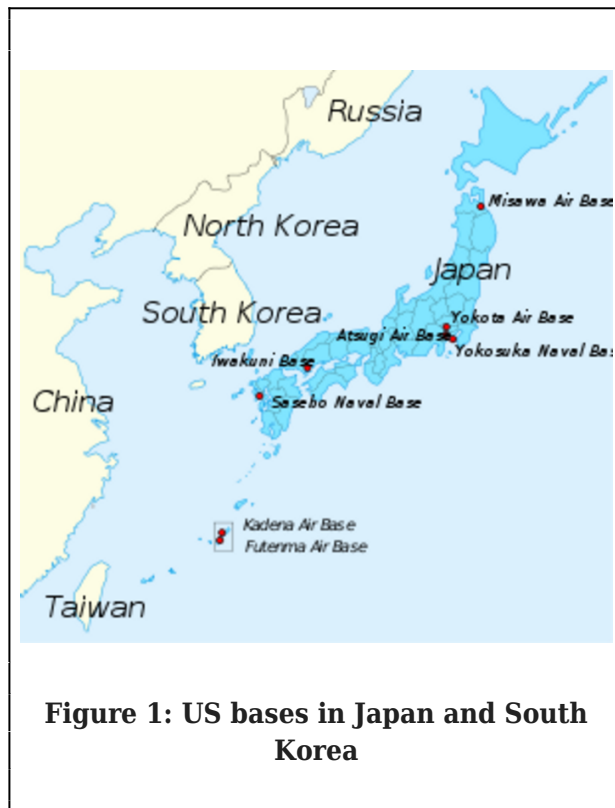 Russia
Misawa Air Base
North Korea
Japan
South Korea
Yokota Air Base
Atsugi Air Base
Yokosuka Naval Bas
Iwakuni Base
China
Sasebo Naval Base
Kadena Air Base
Futenma Air Base
Taiwan
Figure 1: US bases in Japan and South
Korea